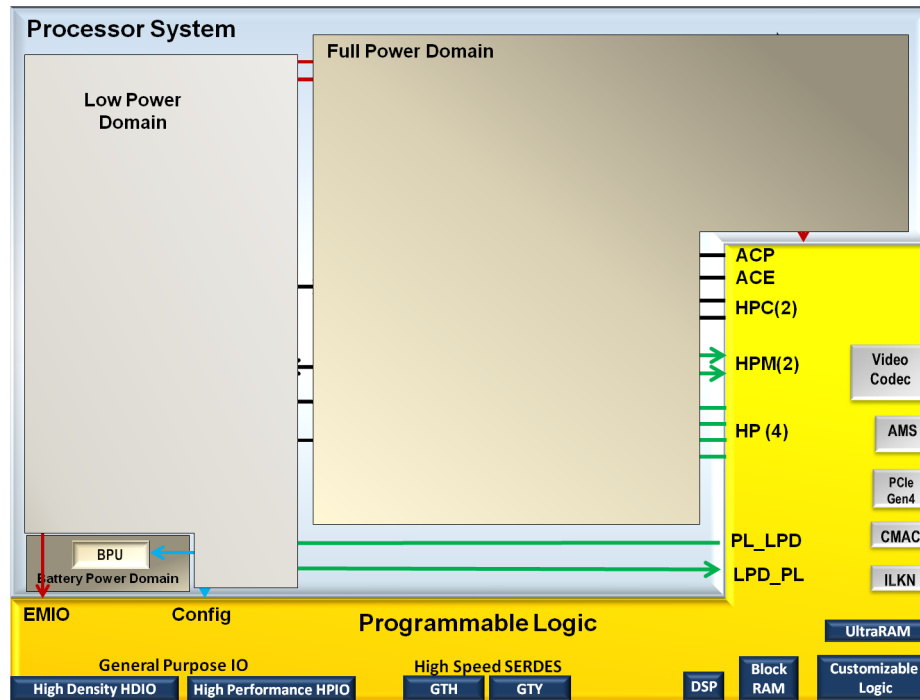 Processor System
Full Power Domain
Low Power
Domain
ACP
ACE
HPC(2)
HPM(2)
Video
Codec
HP (4)
AMS
PCIe
Gen4
PL_LPD
CMAC
BPU
Battery Power Domain
LPD_PL
ILKN
EMIO
Config
Programmable Logic
UltraRAM
General Purpose IO
High Speed SERDES
High Density HDIO
High Performance HPIO
GTH
GTY
DSP
Block
RAM
Customizable
Logic